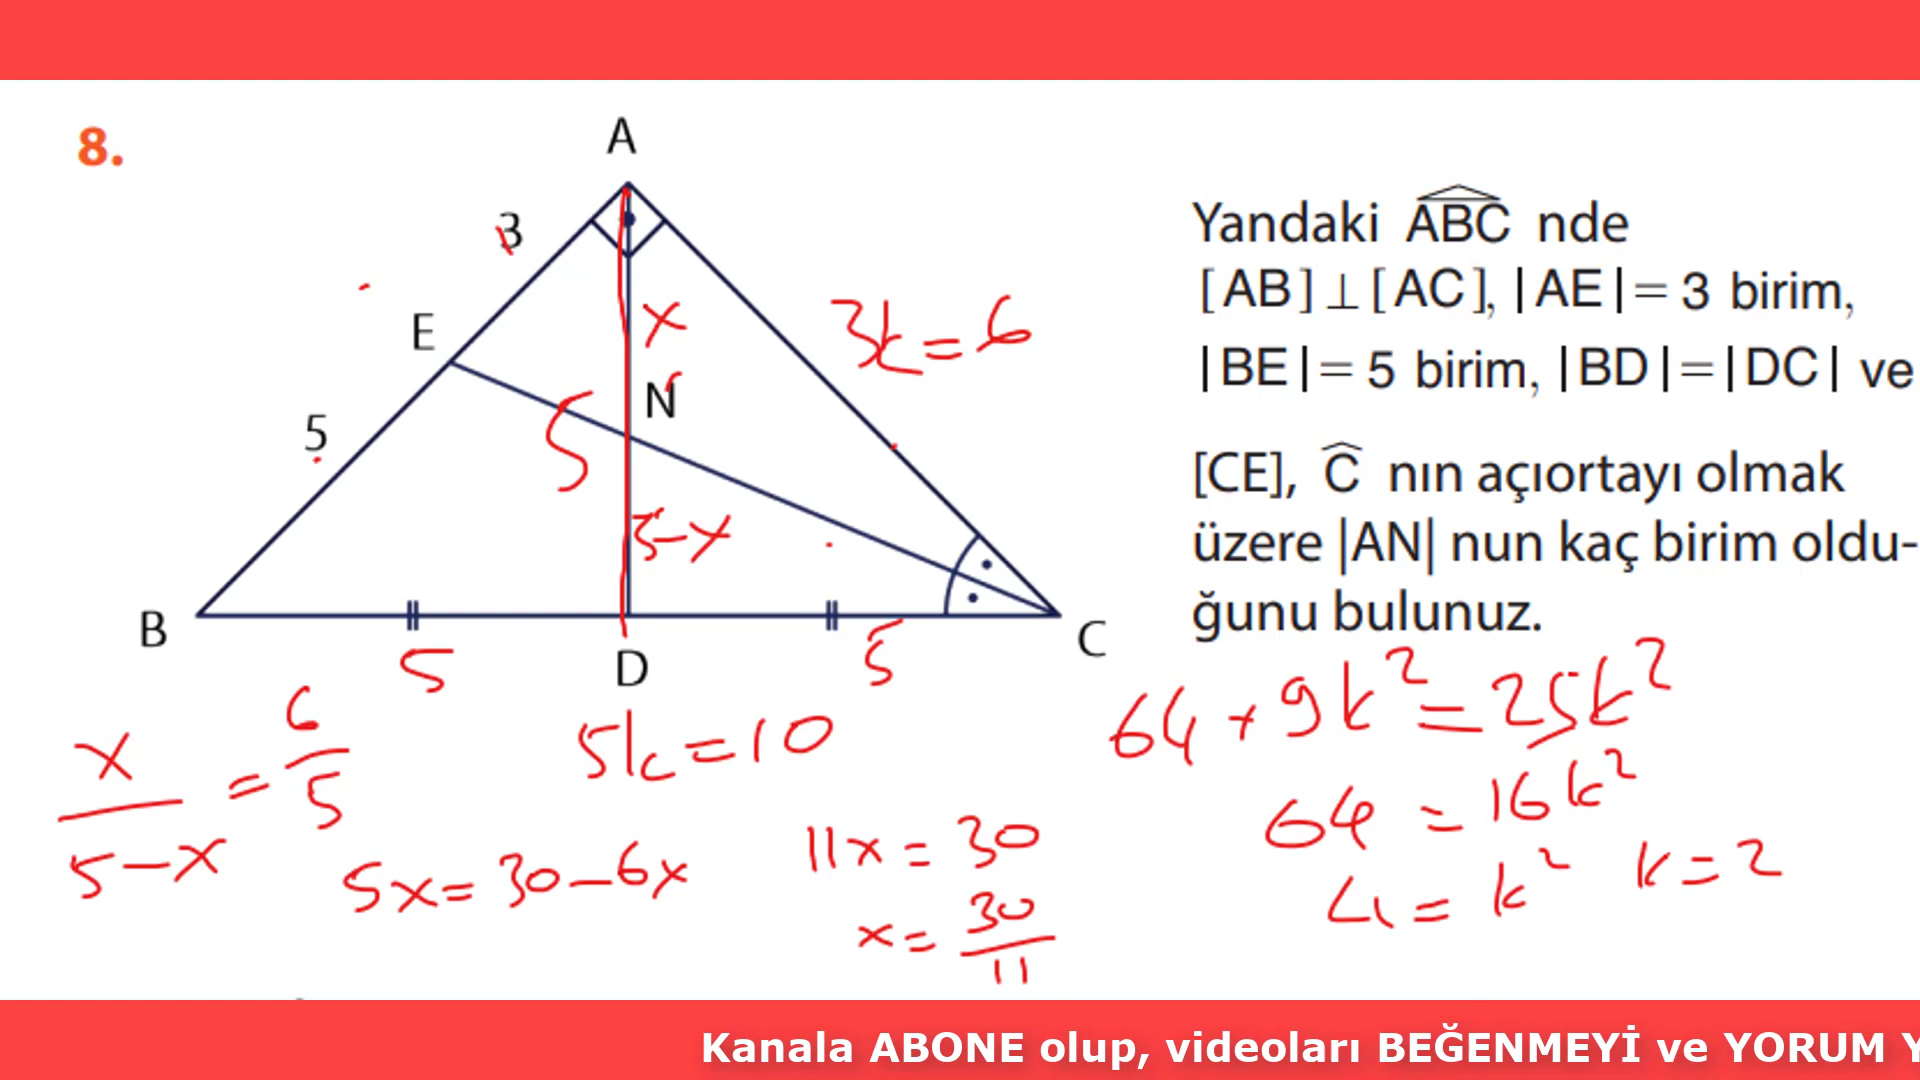 8.
A
3
E
x
3k = 6
N
5
5
5-x
B
D
C
5
5
Yandaki ABC nde
[AB]⊥[AC], |AE|= 3 birim,
|BE|= 5 birim, |BD|=|DC| ve
[CE], C nın açıortayı olmak
üzere |AN| nun kaç birim oldu-
ğunu bulunuz.
x/5-x = 6/5
5k = 10
5x = 30 - 6x
11x = 30
x = 30/11
64 + 9k² = 25k²
64 = 16k²
4 = k² k = 2
Kanala ABONE olup, videoları BEĞENMEYİ ve YORUM